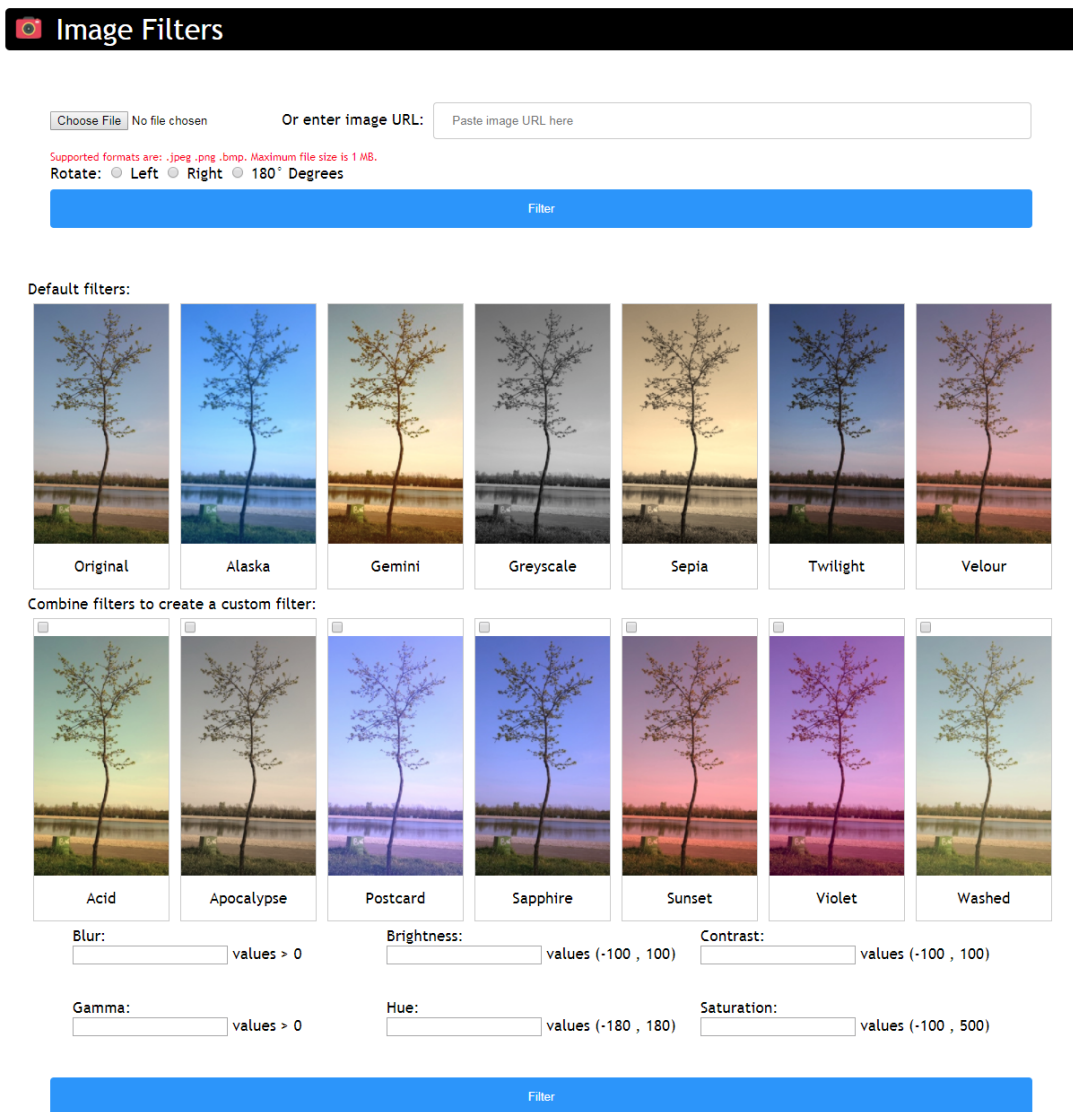 Image Filters
Choose File No file chosen Or enter image URL: Paste image URL here
Supported formats are: .jpeg .png .bmp. Maximum file size is 1 MB.
Rotate: Left Right 180° Degrees
Filter
Default filters:
Original Alaska Gemini Greyscale Sepia Twilight Velour
Combine filters to create a custom filter:
Acid Apocalypse Postcard Sapphire Sunset Violet Washed
Blur: Brightness: Contrast:
values > 0 values (-100 , 100) values (-100 , 100)
Gamma: Hue: Saturation:
values > 0 values (-180 , 180) values (-100 , 500)
Filter